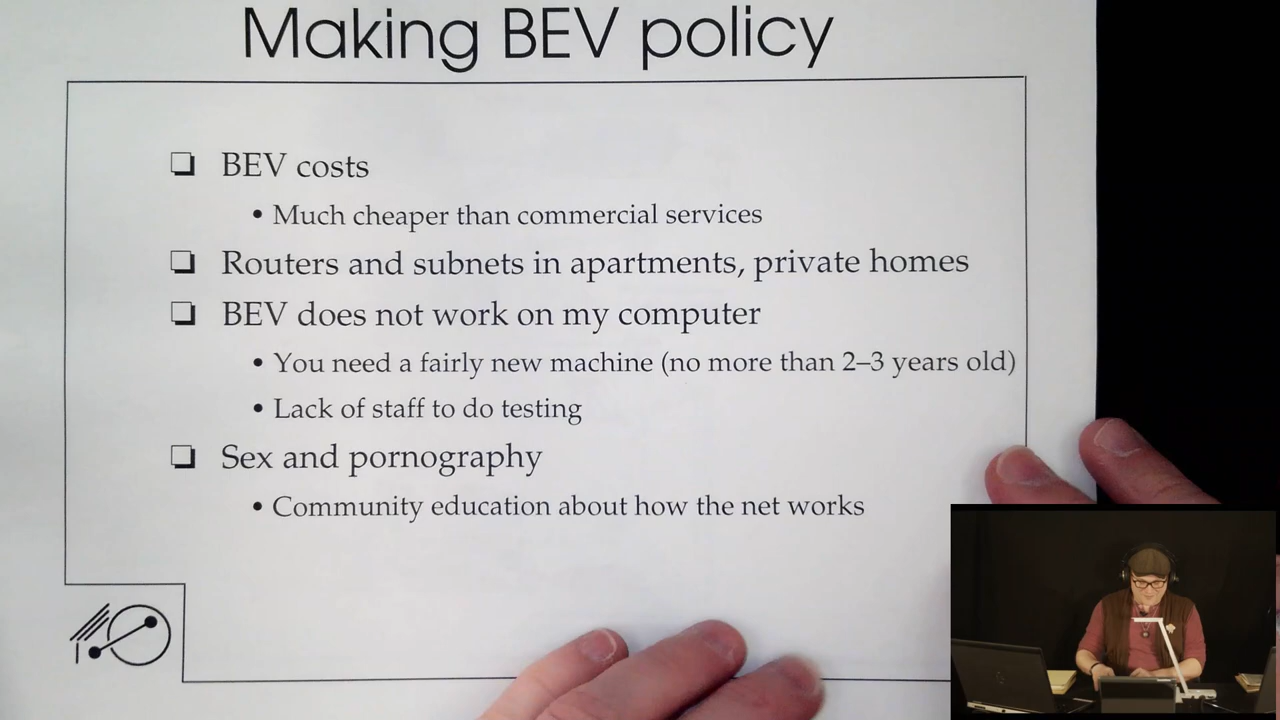 Making BEV policy
❏ BEV costs
• Much cheaper than commercial services
❏ Routers and subnets in apartments, private homes
❏ BEV does not work on my computer
• You need a fairly new machine (no more than 2–3 years old)
• Lack of staff to do testing
❏ Sex and pornography
• Community education about how the net works